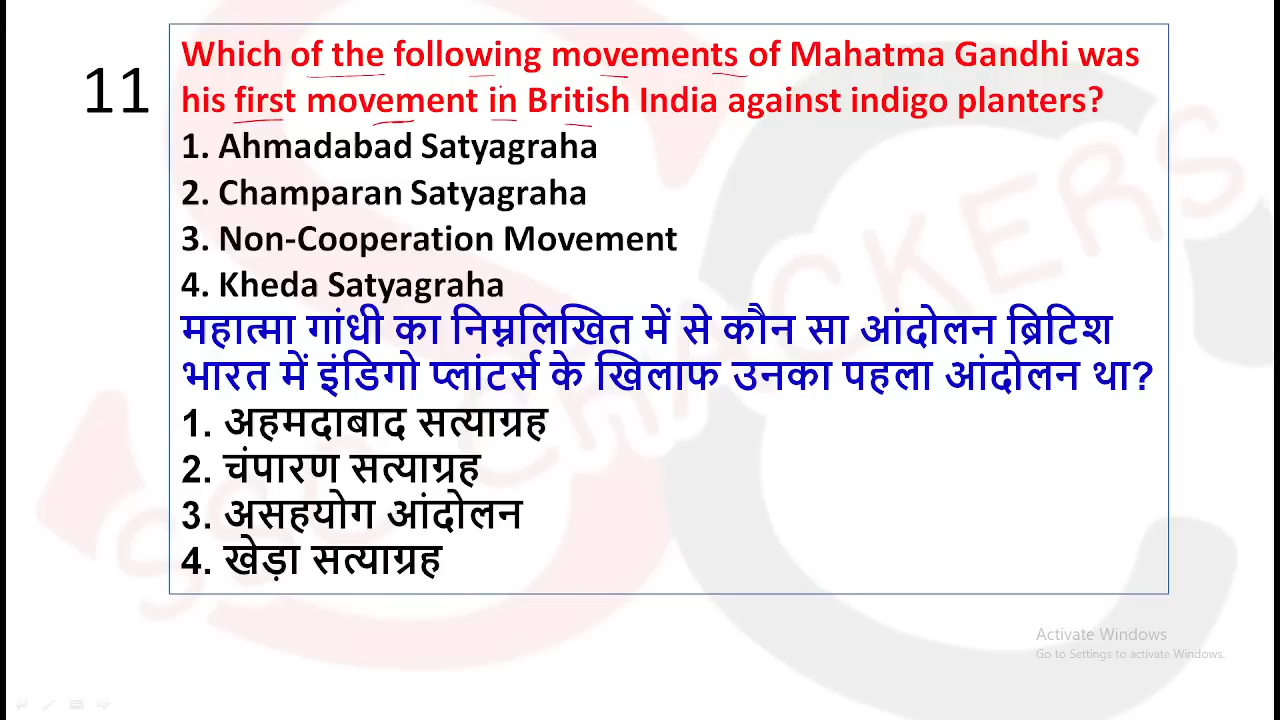 11
Which of the following movements of Mahatma Gandhi was
his first movement in British India against indigo planters?
1. Ahmadabad Satyagraha
2. Champaran Satyagraha
3. Non-Cooperation Movement
4. Kheda Satyagraha
महात्मा गांधी का निम्नलिखित में से कौन सा आंदोलन ब्रिटिश
भारत में इंडिगो प्लांटर्स के खिलाफ उनका पहला आंदोलन था?
1. अहमदाबाद सत्याग्रह
2. चंपारण सत्याग्रह
3. असहयोग आंदोलन
4. खेड़ा सत्याग्रह
Activate Windows
Go to Settings to activate Windows.